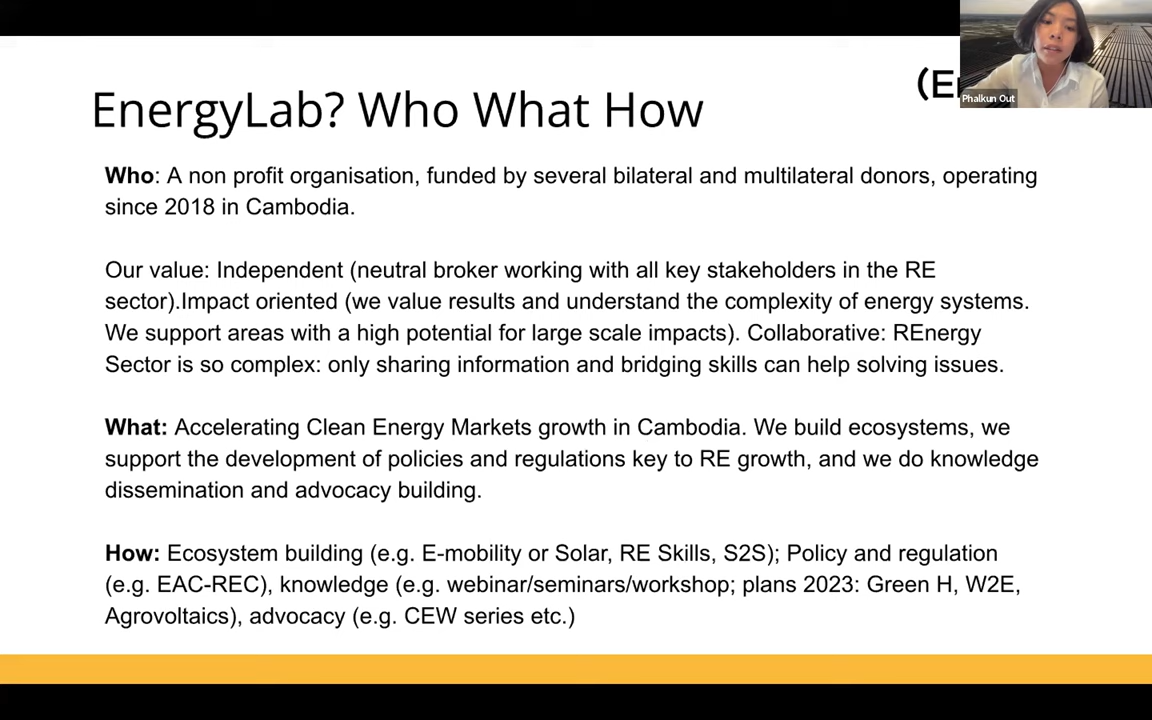 (E
Phalkun Out
EnergyLab? Who What How
Who: A non profit organisation, funded by several bilateral and multilateral donors, operating
since 2018 in Cambodia.
Our value: Independent (neutral broker working with all key stakeholders in the RE
sector).Impact oriented (we value results and understand the complexity of energy systems.
We support areas with a high potential for large scale impacts). Collaborative: REnergy
Sector is so complex: only sharing information and bridging skills can help solving issues.
What: Accelerating Clean Energy Markets growth in Cambodia. We build ecosystems, we
support the development of policies and regulations key to RE growth, and we do knowledge
dissemination and advocacy building.
How: Ecosystem building (e.g. E-mobility or Solar, RE Skills, S2S); Policy and regulation
(e.g. EAC-REC), knowledge (e.g. webinar/seminars/workshop; plans 2023: Green H, W2E,
Agrovoltaics), advocacy (e.g. CEW series etc.)